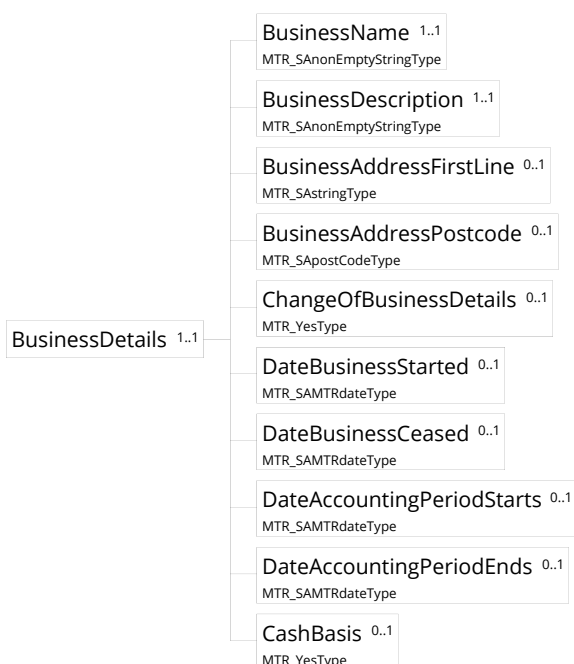 BusinessName 1..1
MTR_SAnonEmptyStringType
BusinessDescription 1..1
MTR_SAnonEmptyStringType
BusinessAddressFirstLine 0..1
MTR_SAstringType
BusinessAddressPostcode 0..1
MTR_SApostCodeType
ChangeOfBusinessDetails 0..1
MTR_YesType
BusinessDetails 1..1
DateBusinessStarted 0..1
MTR_SAMTRdateType
DateBusinessCeased 0..1
MTR_SAMTRdateType
DateAccountingPeriodStarts 0..1
MTR_SAMTRdateType
DateAccountingPeriodEnds 0..1
MTR_SAMTRdateType
CashBasis 0..1
MTR_YesType